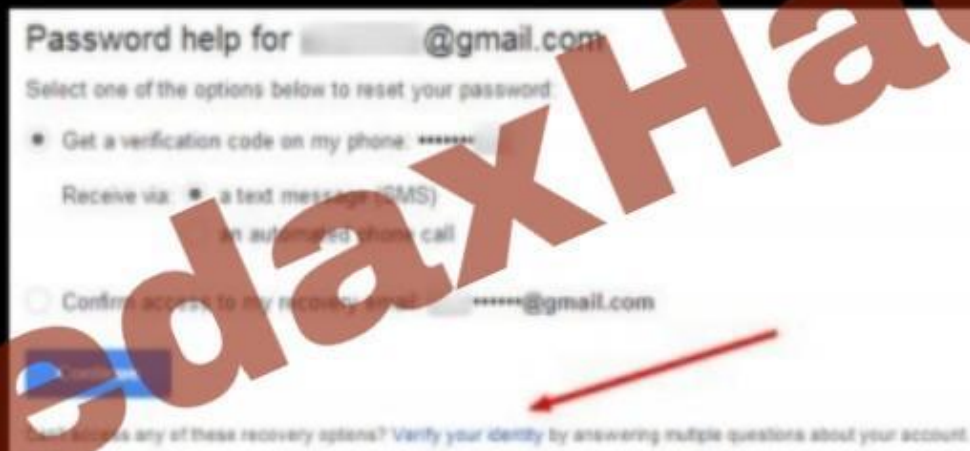 Password help for @gmail.com
Select one of the options below to reset your password:
Get a verification code on my phone: •••••••
Receive via: a text message (SMS)
an automated phone call
Confirm access to my recovery email: ••••••@gmail.com
Continue
Can't access any of these recovery options? Verify your identity by answering multiple questions about your account.
edaxHac